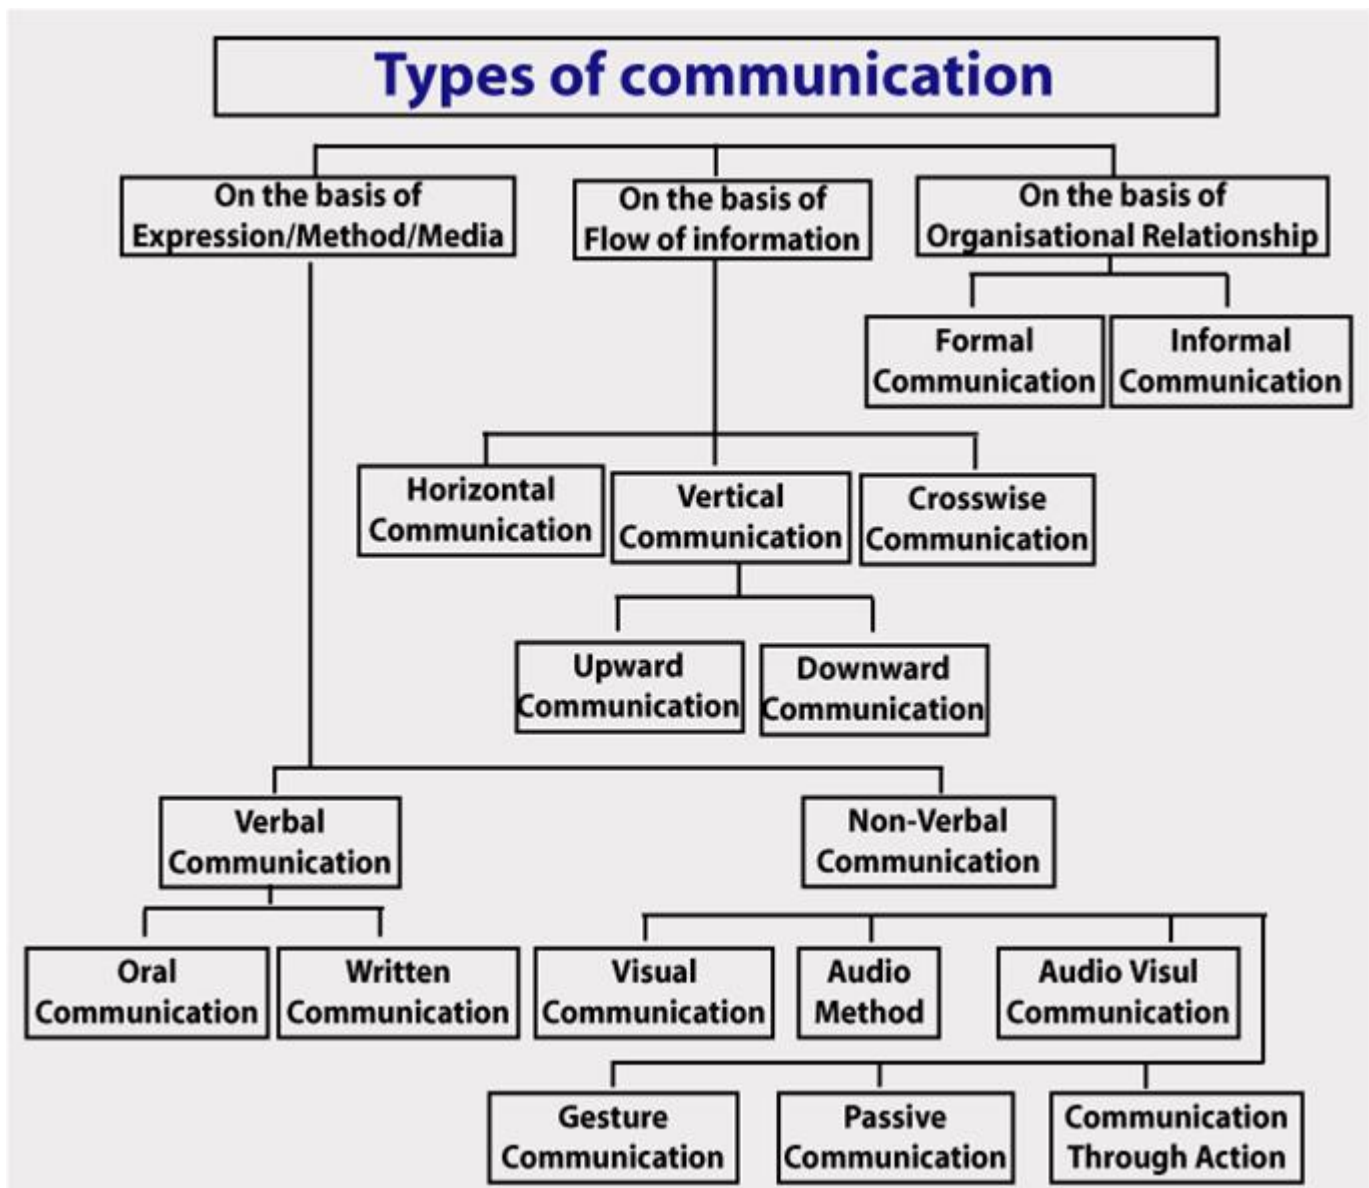 Types of communication
On the basis of
Expression/Method/Media
On the basis of
Flow of information
On the basis of
Organisational Relationship
Formal
Communication
Informal
Communication
Horizontal
Communication
Vertical
Communication
Crosswise
Communication
Upward
Communication
Downward
Communication
Verbal
Communication
Non-Verbal
Communication
Oral
Communication
Written
Communication
Visual
Communication
Audio
Method
Audio Visul
Communication
Gesture
Communication
Passive
Communication
Communication
Through Action